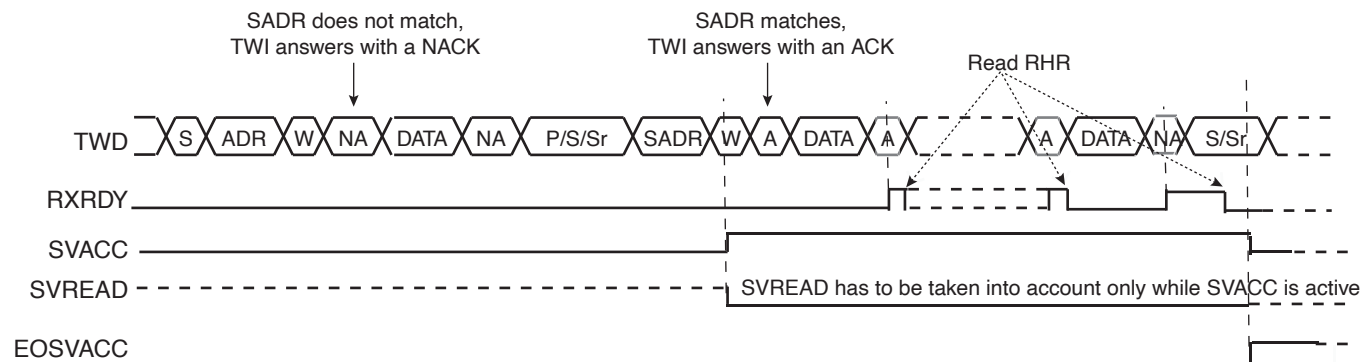 SADR does not match,
TWI answers with a NACK
SADR matches,
TWI answers with an ACK
Read RHR
TWD
S ADR W NA DATA NA P/S/Sr SADR W A DATA A A DATA NA S/Sr
RXRDY
SVACC
SVREAD
SVREAD has to be taken into account only while SVACC is active
EOSVACC